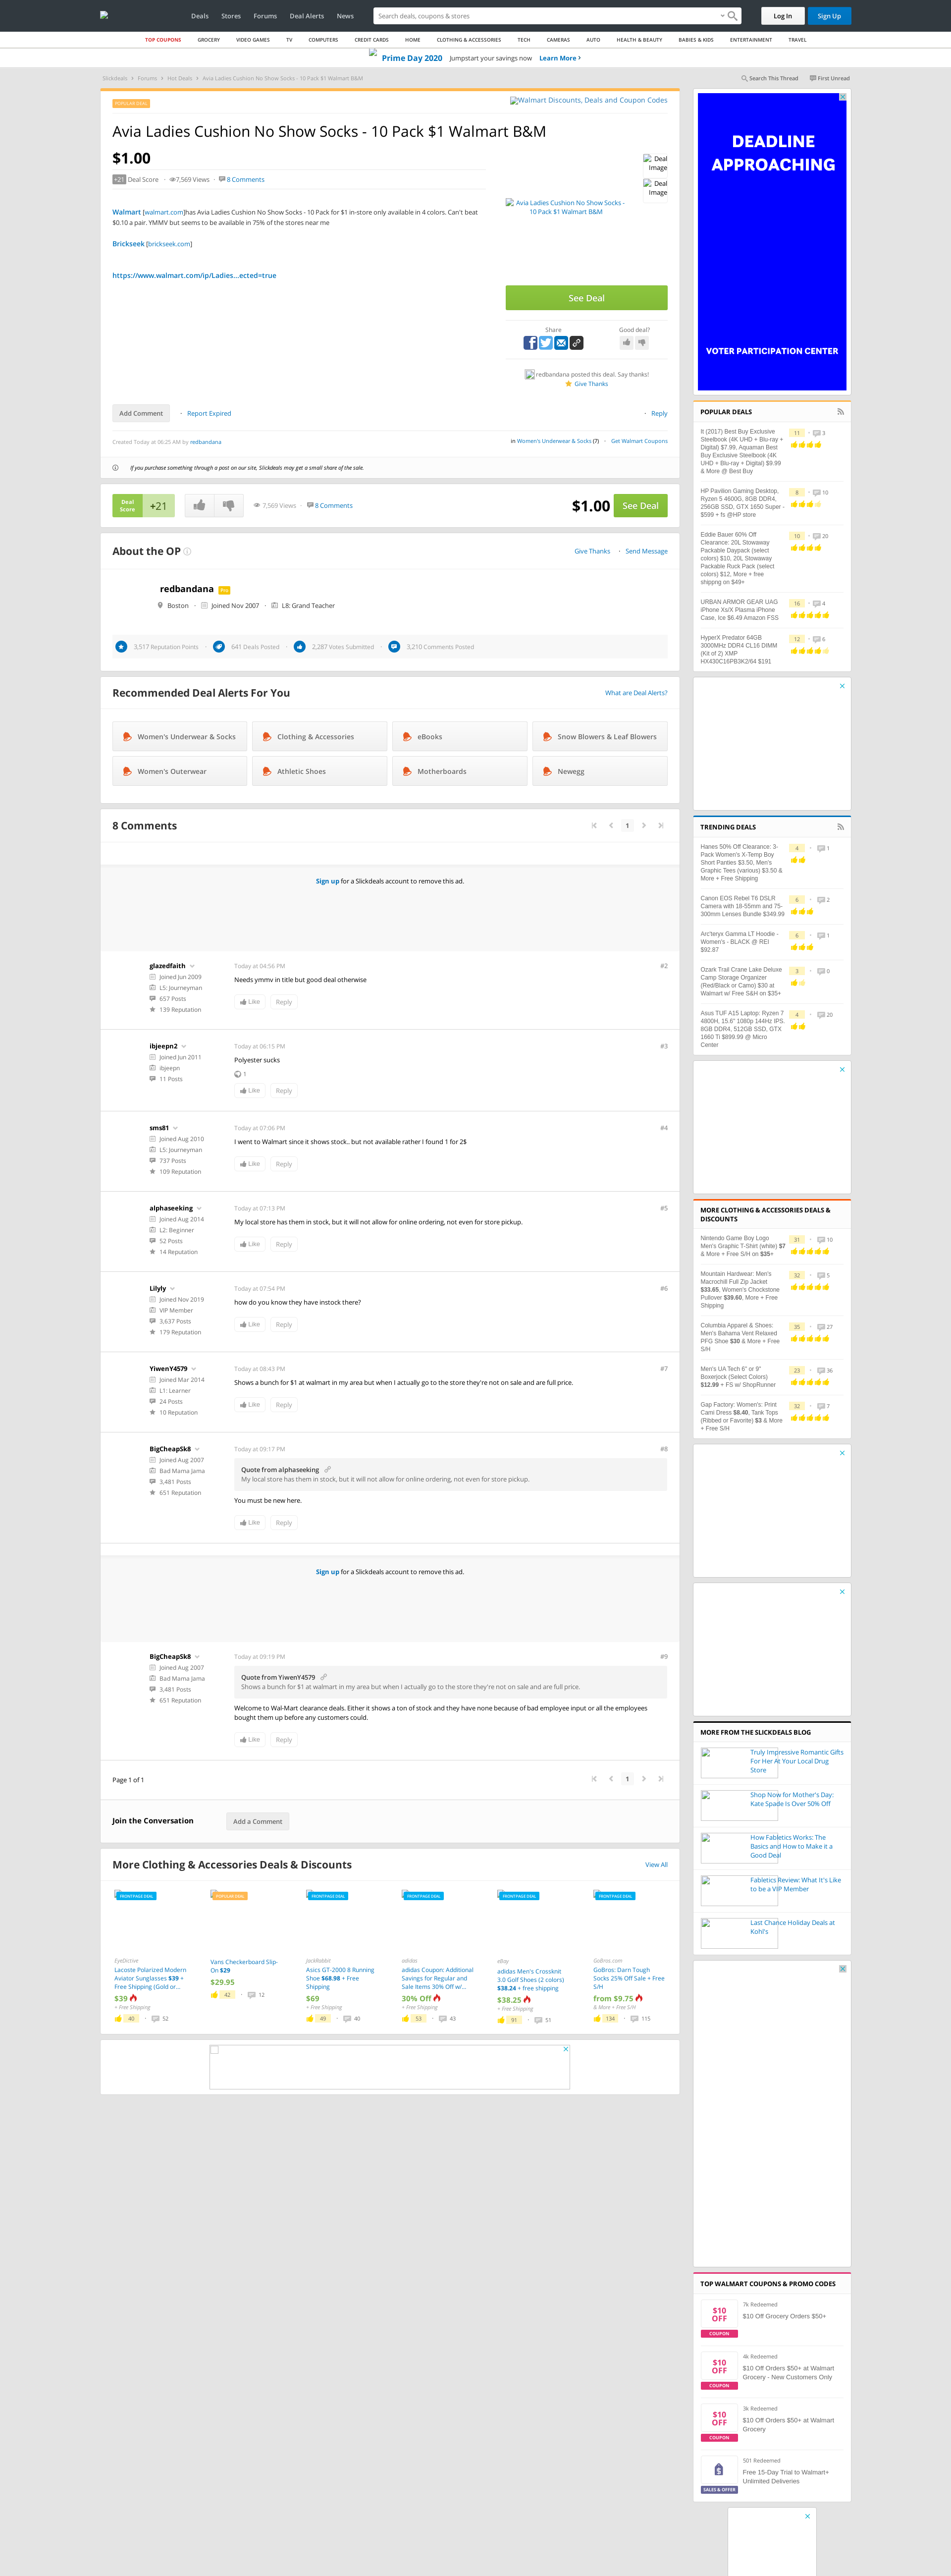 Deals
Stores
Forums
Deal Alerts
News
Search deals, coupons & stores
Log In
Sign Up
TOP COUPONS
GROCERY
VIDEO GAMES
TV
COMPUTERS
CREDIT CARDS
HOME
CLOTHING & ACCESSORIES
TECH
CAMERAS
AUTO
HEALTH & BEAUTY
BABIES & KIDS
ENTERTAINMENT
TRAVEL
Prime Day 2020 Jumpstart your savings now Learn More
Slickdeals › Forums › Hot Deals › Avia Ladies Cushion No Show Socks - 10 Pack $1 Walmart B&M
Search This Thread
First Unread
POPULAR DEAL
Walmart Discounts, Deals and Coupon Codes
Avia Ladies Cushion No Show Socks - 10 Pack $1 Walmart B&M
$1.00
+21 Deal Score
7,569 Views
8 Comments
Deal Image
Deal Image
Avia Ladies Cushion No Show Socks - 10 Pack $1 Walmart B&M
Walmart [walmart.com]has Avia Ladies Cushion No Show Socks - 10 Pack for $1 in-store only available in 4 colors. Can't beat
$0.10 a pair. YMMV but seems to be available in 75% of the stores near me
Brickseek [brickseek.com]
https://www.walmart.com/ip/Ladies...ected=true
See Deal
Share
Good deal?
redbandana posted this deal. Say thanks!
Give Thanks
Add Comment
Report Expired
Reply
Created Today at 06:25 AM by redbandana
in Women's Underwear & Socks (7)
Get Walmart Coupons
If you purchase something through a post on our site, Slickdeals may get a small share of the sale.
Deal Score
+21
7,569 Views
8 Comments
$1.00
See Deal
About the OP
Give Thanks
Send Message
redbandana Pro
Boston
Joined Nov 2007
L8: Grand Teacher
3,517 Reputation Points
641 Deals Posted
2,287 Votes Submitted
3,210 Comments Posted
Recommended Deal Alerts For You
What are Deal Alerts?
Women's Underwear & Socks
Clothing & Accessories
eBooks
Snow Blowers & Leaf Blowers
Women's Outerwear
Athletic Shoes
Motherboards
Newegg
8 Comments
1
Sign up for a Slickdeals account to remove this ad.
glazedfaith
Joined Jun 2009
L5: Journeyman
657 Posts
139 Reputation
Today at 04:56 PM
#2
Needs ymmv in title but good deal otherwise
Like
Reply
ibjeepn2
Joined Jun 2011
ibjeepn
11 Posts
Today at 06:15 PM
#3
Polyester sucks
1
Like
Reply
sms81
Joined Aug 2010
L5: Journeyman
737 Posts
109 Reputation
Today at 07:06 PM
#4
I went to Walmart since it shows stock.. but not available rather I found 1 for 2$
Like
Reply
alphaseeking
Joined Aug 2014
L2: Beginner
52 Posts
14 Reputation
Today at 07:13 PM
#5
My local store has them in stock, but it will not allow for online ordering, not even for store pickup.
Like
Reply
Lilyly
Joined Nov 2019
VIP Member
3,637 Posts
179 Reputation
Today at 07:54 PM
#6
how do you know they have instock there?
Like
Reply
YiwenY4579
Joined Mar 2014
L1: Learner
24 Posts
10 Reputation
Today at 08:43 PM
#7
Shows a bunch for $1 at walmart in my area but when I actually go to the store they're not on sale and are full price.
Like
Reply
BigCheapSk8
Joined Aug 2007
Bad Mama Jama
3,481 Posts
651 Reputation
Today at 09:17 PM
#8
Quote from alphaseeking
My local store has them in stock, but it will not allow for online ordering, not even for store pickup.
You must be new here.
Like
Reply
Sign up for a Slickdeals account to remove this ad.
BigCheapSk8
Joined Aug 2007
Bad Mama Jama
3,481 Posts
651 Reputation
Today at 09:19 PM
#9
Quote from YiwenY4579
Shows a bunch for $1 at walmart in my area but when I actually go to the store they're not on sale and are full price.
Welcome to Wal-Mart clearance deals. Either it shows a ton of stock and they have none because of bad employee input or all the employees
bought them up before any customers could.
Like
Reply
Page 1 of 1
1
Join the Conversation
Add a Comment
More Clothing & Accessories Deals & Discounts
View All
FRONTPAGE DEAL
EyeDictive
Lacoste Polarized Modern
Aviator Sunglasses $39 +
Free Shipping (Gold or...
$39
+ Free Shipping
40
52
POPULAR DEAL
Vans Checkerboard Slip-
On $29
$29.95
42
12
FRONTPAGE DEAL
JackRabbit
Asics GT-2000 8 Running
Shoe $68.98 + Free
Shipping
$69
+ Free Shipping
49
40
FRONTPAGE DEAL
adidas
adidas Coupon: Additional
Savings for Regular and
Sale Items 30% Off w/...
30% Off
+ Free Shipping
53
43
FRONTPAGE DEAL
eBay
adidas Men's Crossknit
3.0 Golf Shoes (2 colors)
$38.24 + free shipping
$38.25
+ Free Shipping
91
51
FRONTPAGE DEAL
GoBros.com
GoBros: Darn Tough
Socks 25% Off Sale + Free
S/H
from $9.75
& More + Free S/H
134
115
DEADLINE
APPROACHING
VOTER PARTICIPATION CENTER
POPULAR DEALS
It (2017) Best Buy Exclusive
Steelbook (4K UHD + Blu-ray +
Digital) $7.99, Aquaman Best
Buy Exclusive Steelbook (4K
UHD + Blu-ray + Digital) $9.99
& More @ Best Buy
11
3
HP Pavilion Gaming Desktop,
Ryzen 5 4600G, 8GB DDR4,
256GB SSD, GTX 1650 Super -
$599 + fs @HP store
8
10
Eddie Bauer 60% Off
Clearance: 20L Stowaway
Packable Daypack (select
colors) $10, 20L Stowaway
Packable Ruck Pack (select
colors) $12, More + free
shippng on $49+
10
20
URBAN ARMOR GEAR UAG
iPhone Xs/X Plasma iPhone
Case, Ice $6.49 Amazon FSS
16
4
HyperX Predator 64GB
3000MHz DDR4 CL16 DIMM
(Kit of 2) XMP
HX430C16PB3K2/64 $191
12
6
TRENDING DEALS
Hanes 50% Off Clearance: 3-
Pack Women's X-Temp Boy
Short Panties $3.50, Men's
Graphic Tees (various) $3.50 &
More + Free Shipping
4
1
Canon EOS Rebel T6 DSLR
Camera with 18-55mm and 75-
300mm Lenses Bundle $349.99
6
2
Arc'teryx Gamma LT Hoodie -
Women's - BLACK @ REI
$92.87
6
1
Ozark Trail Crane Lake Deluxe
Camp Storage Organizer
(Red/Black or Camo) $30 at
Walmart w/ Free S&H on $35+
3
0
Asus TUF A15 Laptop: Ryzen 7
4800H, 15.6" 1080p 144Hz IPS,
8GB DDR4, 512GB SSD, GTX
1660 Ti $899.99 @ Micro
Center
4
20
MORE CLOTHING & ACCESSORIES DEALS &
DISCOUNTS
Nintendo Game Boy Logo
Men's Graphic T-Shirt (white) $7
& More + Free S/H on $35+
31
10
Mountain Hardwear: Men's
Macrochill Full Zip Jacket
$33.65, Women's Chockstone
Pullover $39.60, More + Free
Shipping
32
5
Columbia Apparel & Shoes:
Men's Bahama Vent Relaxed
PFG Shoe $30 & More + Free
S/H
35
27
Men's UA Tech 6" or 9"
Boxerjock (Select Colors)
$12.99 + FS w/ ShopRunner
23
36
Gap Factory: Women's: Print
Cami Dress $8.40, Tank Tops
(Ribbed or Favorite) $3 & More
+ Free S/H
32
7
MORE FROM THE SLICKDEALS BLOG
Truly Impressive Romantic Gifts
For Her At Your Local Drug
Store
Shop Now for Mother's Day:
Kate Spade Is Over 50% Off
How Fabletics Works: The
Basics and How to Make it a
Good Deal
Fabletics Review: What It's Like
to be a VIP Member
Last Chance Holiday Deals at
Kohl's
TOP WALMART COUPONS & PROMO CODES
$10 OFF
COUPON
7k Redeemed
$10 Off Grocery Orders $50+
$10 OFF
COUPON
4k Redeemed
$10 Off Orders $50+ at Walmart
Grocery - New Customers Only
$10 OFF
COUPON
3k Redeemed
$10 Off Orders $50+ at Walmart
Grocery
SALES & OFFER
501 Redeemed
Free 15-Day Trial to Walmart+
Unlimited Deliveries